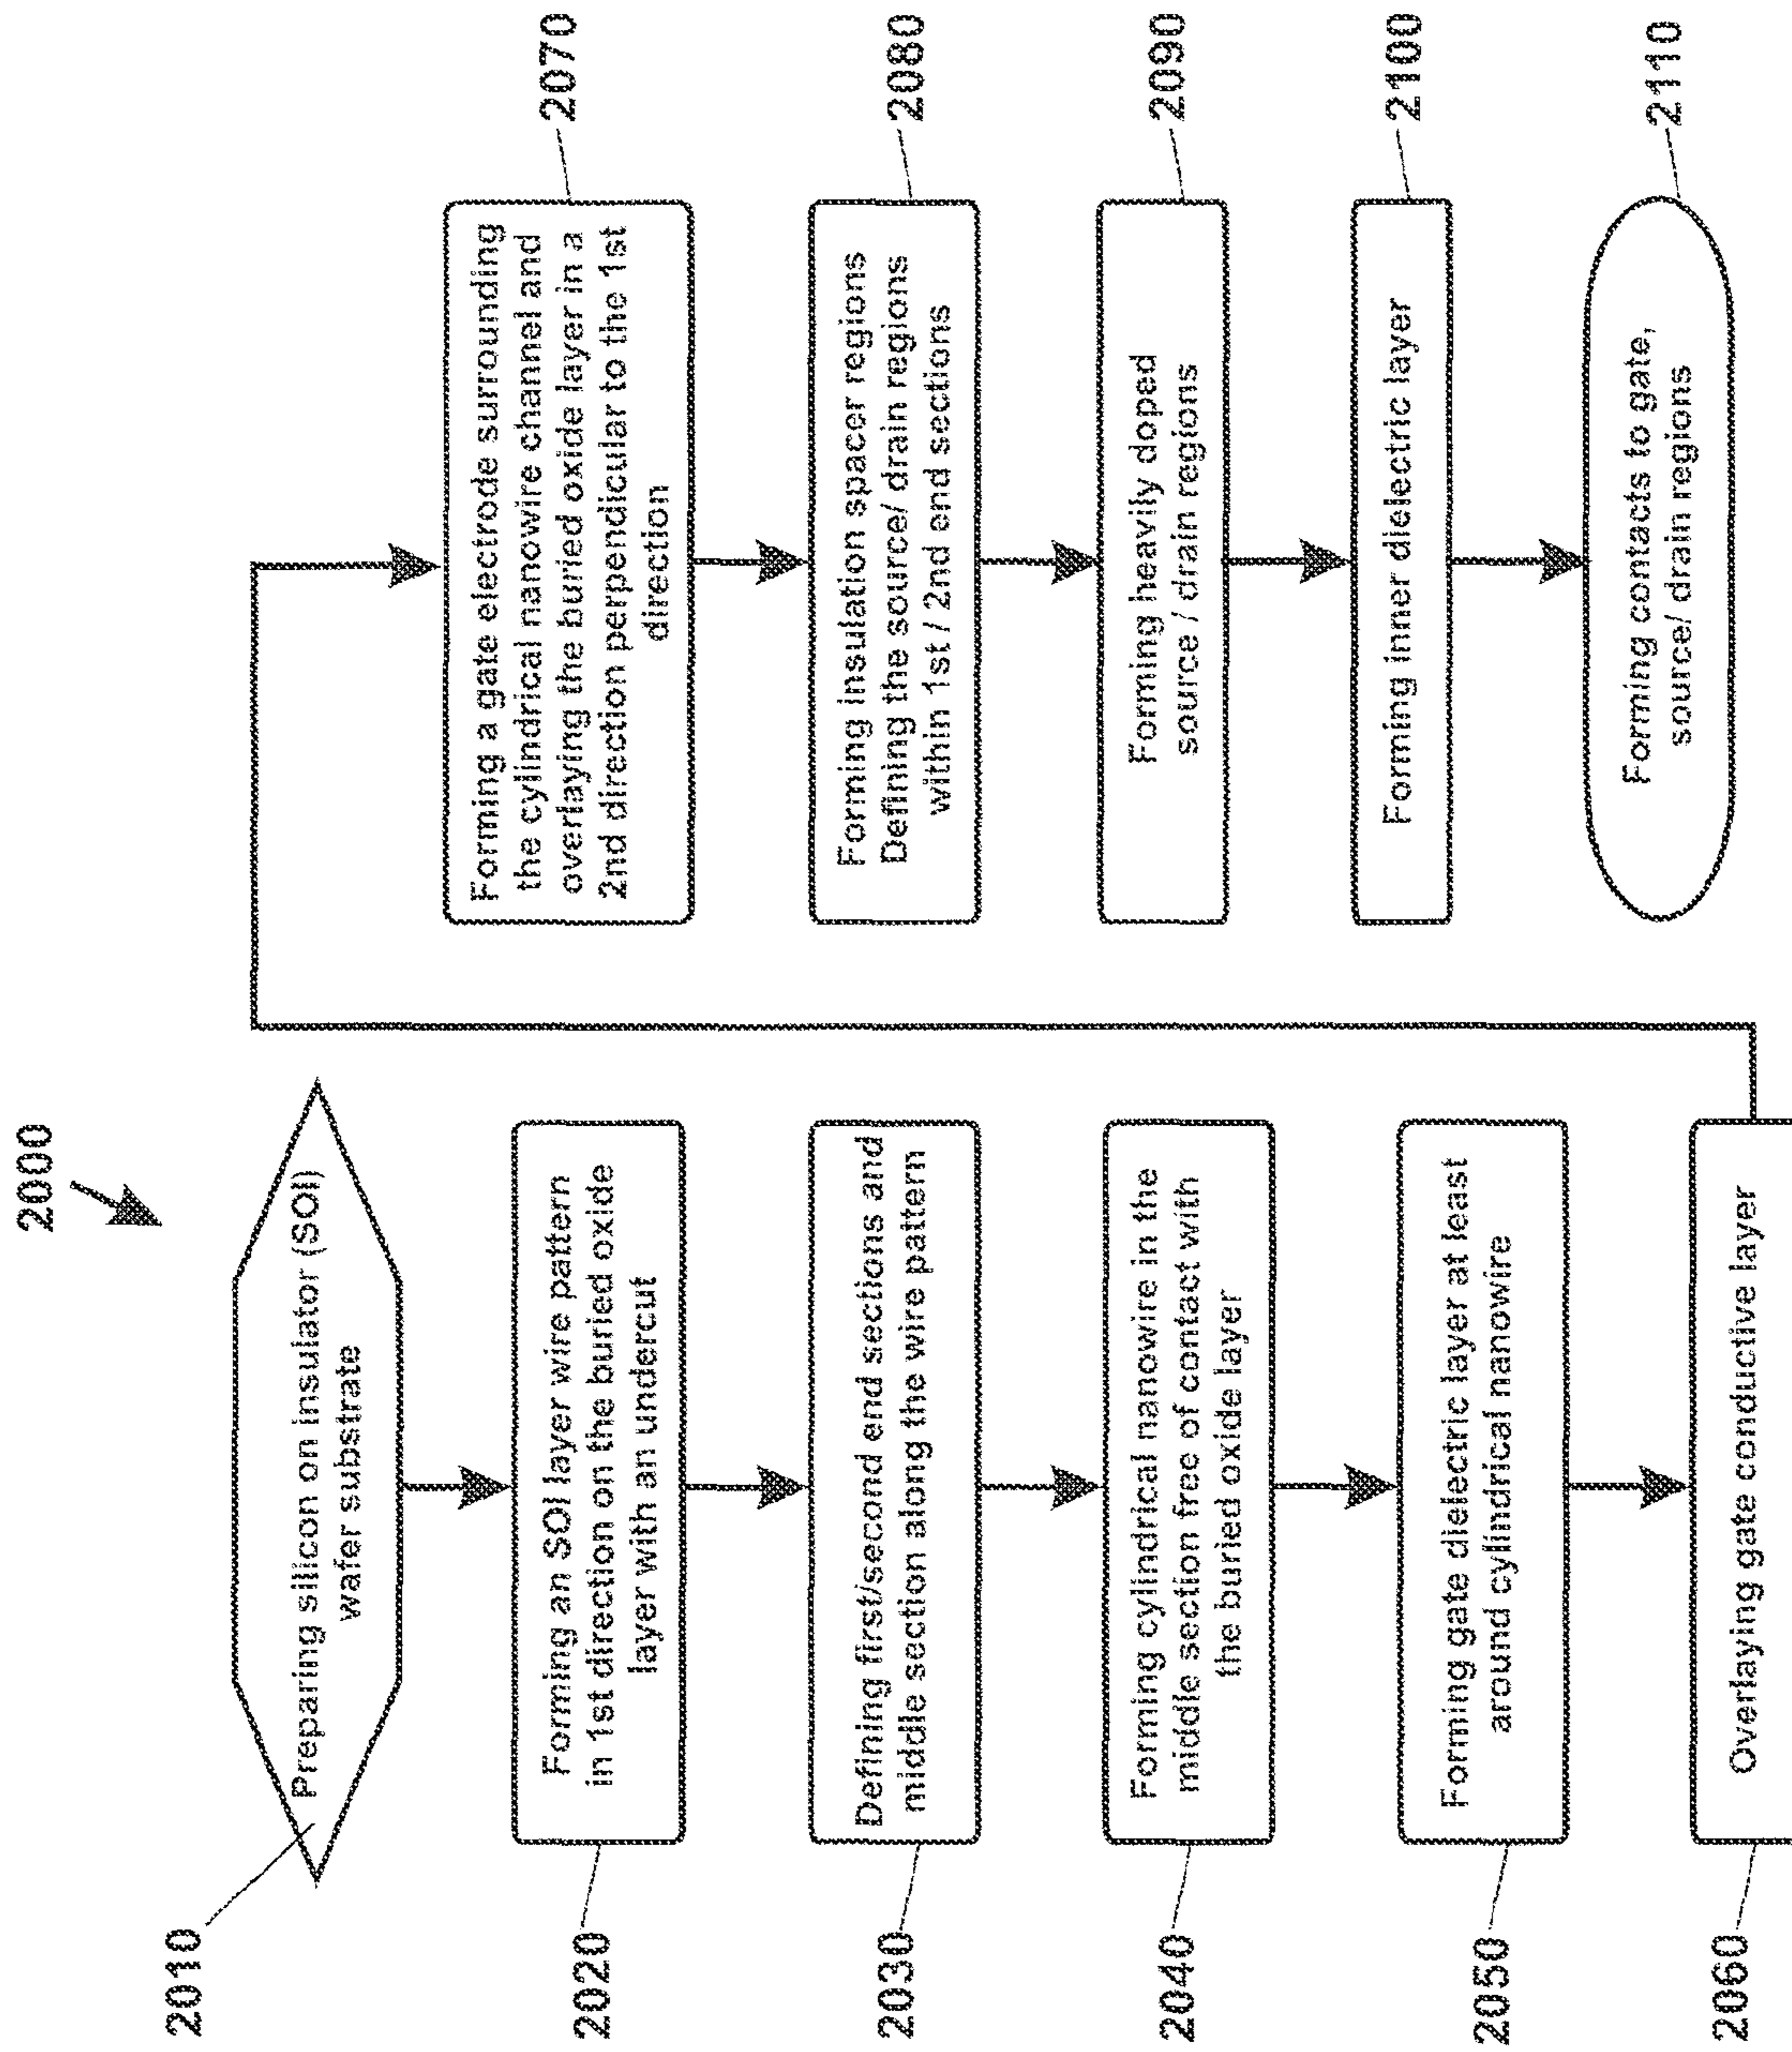 2000
2010
Preparing silicon on insulator (SOI)
wafer substrate
2020
Forming an SOI layer wire pattern
in 1st direction on the buried oxide
layer with an undercut
2030
Defining first/second end sections and
middle section along the wire pattern
2040
Forming cylindrical nanowire in the
middle section free of contact with
the buried oxide layer
2050
Forming gate dielectric layer at least
around cylindrical nanowire
2060
Overlaying gate conductive layer
2070
Forming a gate electrode surrounding
the cylindrical nanowire channel and
overlaying the buried oxide layer in a
2nd direction perpendicular to the 1st
direction
2080
Forming insulation spacer regions
Defining the source/ drain regions
within 1st / 2nd end sections
2090
Forming heavily doped
source / drain regions
2100
Forming inner dielectric layer
2110
Forming contacts to gate,
source/ drain regions